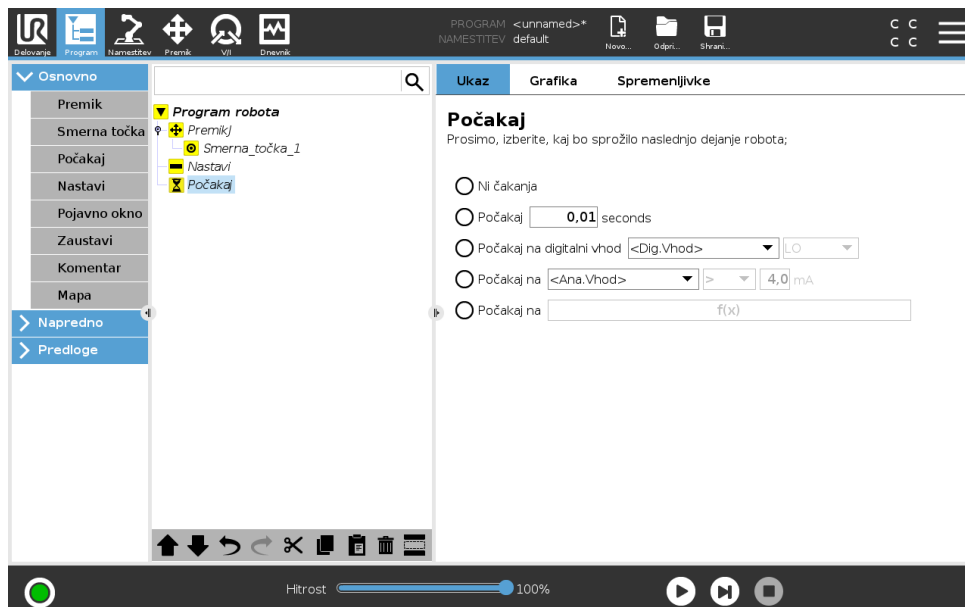 PROGRAM <unnamed>*
NAMESTITEV default
Delovanje Program Namestitev Premik V/I Dnevnik Novo... Odpri... Shrani...
C C
C C
Osnovno
Premik
Smerna točka
Počakaj
Nastavi
Pojavno okno
Zaustavi
Komentar
Mapa
Napredno
Predloge
Program robota
PremikJ
Smerna_točka_1
Nastavi
Počakaj
Ukaz Grafika Spremenljivke
Počakaj
Prosimo, izberite, kaj bo sprožilo naslednjo dejanje robota;
Ni čakanja
Počakaj 0,01 seconds
Počakaj na digitalni vhod <Dig.Vhod> LO
Počakaj na <Ana.Vhod> > 4,0 mA
Počakaj na f(x)
Hitrost 100%